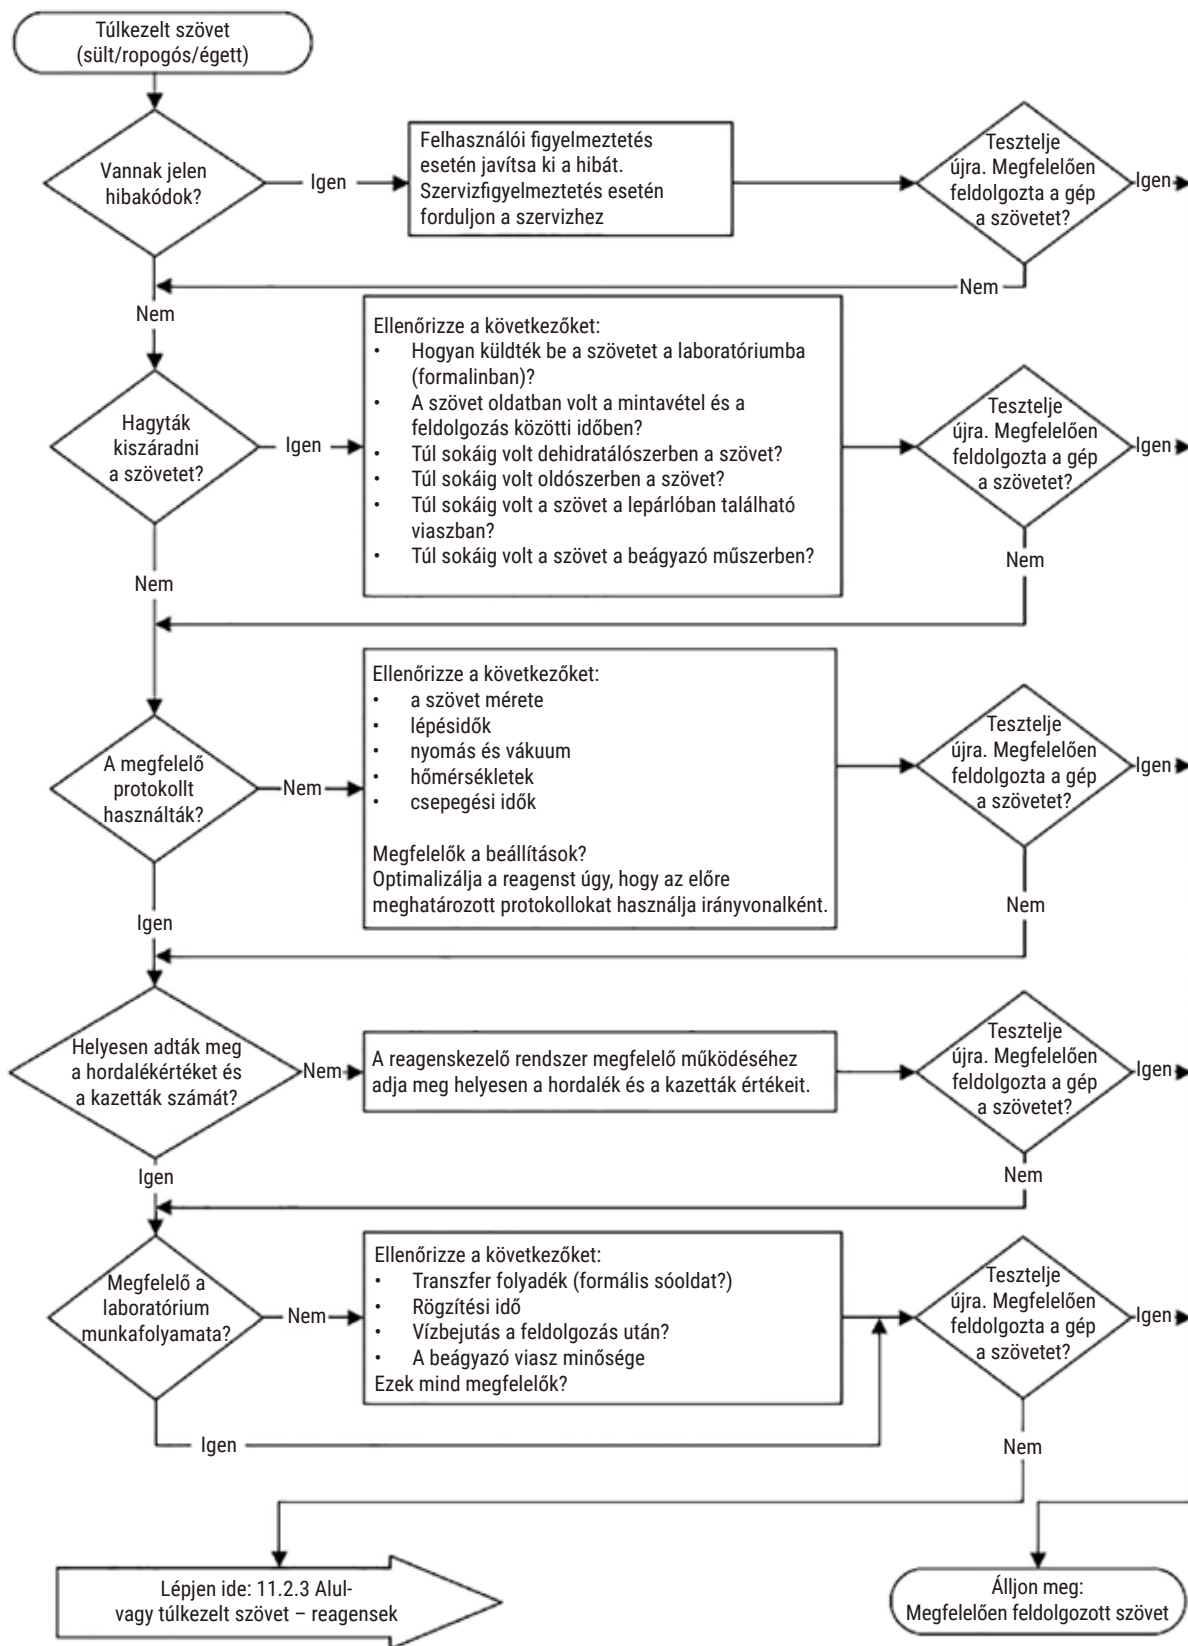 Túlkezelt szövet
(sült/ropogós/égett)
Vannak jelen
hibakódok?
Igen
Felhasználói figyelmeztetés
esetén javítsa ki a hibát.
Szervizfigyelmeztetés esetén
forduljon a szervizhez
Tesztelje
újra. Megfelelően
feldolgozta a gép
a szövetet?
Igen
Nem
Nem
Hagyták
kiszáradni
a szövetet?
Igen
Ellenőrizze a következőket:
• Hogyan küldték be a szövetet a laboratóriumba
(formalinban)?
• A szövet oldatban volt a mintavétel és a
feldolgozás közötti időben?
• Túl sokáig volt dehidratálószerben a szövet?
• Túl sokáig volt oldószerben a szövet?
• Túl sokáig volt a szövet a lepárlóban található
viaszban?
• Túl sokáig volt a szövet a beágyazó műszerben?
Tesztelje
újra. Megfelelően
feldolgozta a gép
a szövetet?
Igen
Nem
Nem
A megfelelő
protokollt
használták?
Nem
Ellenőrizze a következőket:
• a szövet mérete
• lépésidők
• nyomás és vákuum
• hőmérsékletek
• csepegési idők
Megfelelők a beállítások?
Optimalizálja a reagenst úgy, hogy az előre
meghatározott protokollokat használja irányvonalként.
Tesztelje
újra. Megfelelően
feldolgozta a gép
a szövetet?
Igen
Nem
Igen
Helyesen adták meg
a hordalékértéket és
a kazetták számát?
Nem
A reagenskezelő rendszer megfelelő működéséhez
adja meg helyesen a hordalék és a kazetták értékeit.
Tesztelje
újra. Megfelelően
feldolgozta a gép
a szövetet?
Igen
Nem
Igen
Megfelelő a
laboratórium
munkafolyamata?
Nem
Ellenőrizze a következőket:
• Transzfer folyadék (formális sóoldat?)
• Rögzítési idő
• Vízbejutás a feldolgozás után?
• A beágyazó viasz minősége
Ezek mind megfelelők?
Tesztelje
újra. Megfelelően
feldolgozta a gép
a szövetet?
Igen
Igen
Nem
Lépjen ide: 11.2.3 Alul-
vagy túlkezelt szövet – reagensek
Álljon meg:
Megfelelően feldolgozott szövet